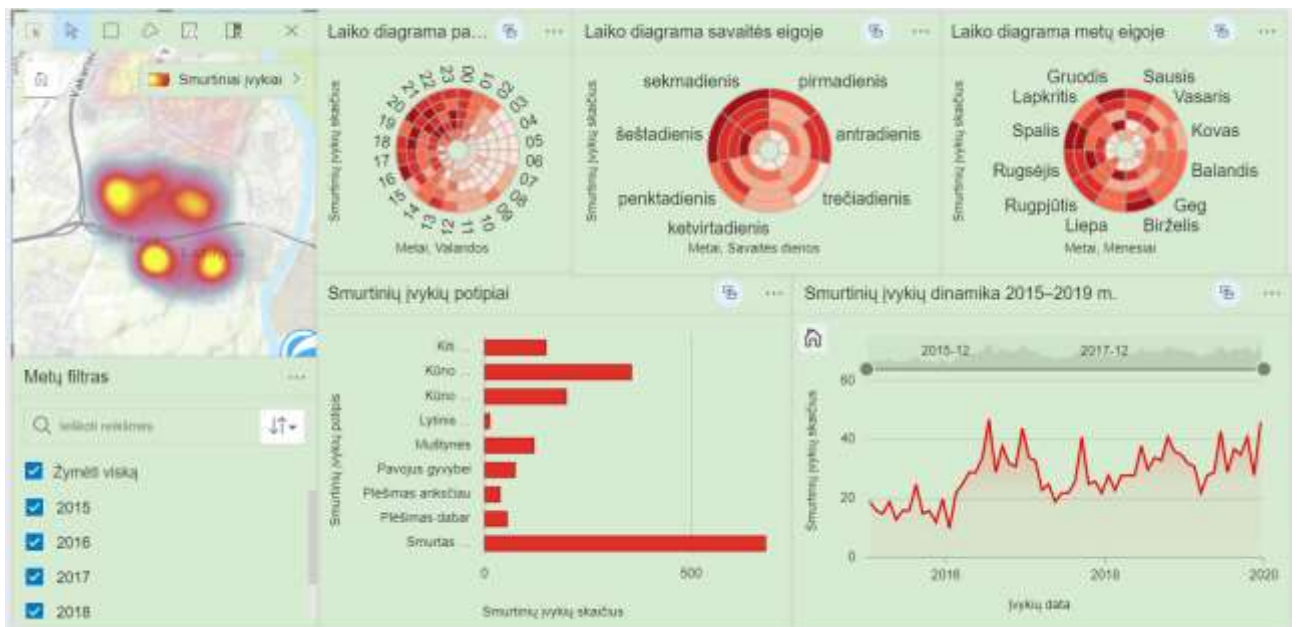 Laiko diagrama pa...
Laiko diagrama savaitės eigoje
Laiko diagrama metų eigoje
Smurtiniai įvykiai
Vakarinis
Smurtinių įvykių skaičius
00
01
02
03
04
05
06
07
08
09
10
11
12
13
14
15
16
17
18
19
20
21
22
23
Metai, Valandos
Smurtinių įvykių skaičius
sekmadienis
pirmadienis
šeštadienis
antradienis
penktadienis
trečiadienis
ketvirtadienis
Metai, Savaitės dienos
Smurtinių įvykių skaičius
Gruodis
Sausis
Lapkritis
Vasaris
Spalis
Kovas
Rugsėjis
Balandis
Rugpjūtis
Geg
Liepa
Birželis
Metai, Mėnesiai
Metų filtras
Ieškoti reikšmės
Žymėti viską
2015
2016
2017
2018
Smurtinių įvykių potipiai
Smurtinių įvykių potipis
Kiti ...
Kūno ...
Kūno ...
Lytinis ...
Muštynės
Pavojus gyvybei
Plėšimas anksčiau
Plėšimas dabar
Smurtas ...
0
500
Smurtinių įvykių skaičius
Smurtinių įvykių dinamika 2015–2019 m.
2015-12
2017-12
Smurtinių įvykių skaičius
60
40
20
0
2016
2018
2020
Įvykių data